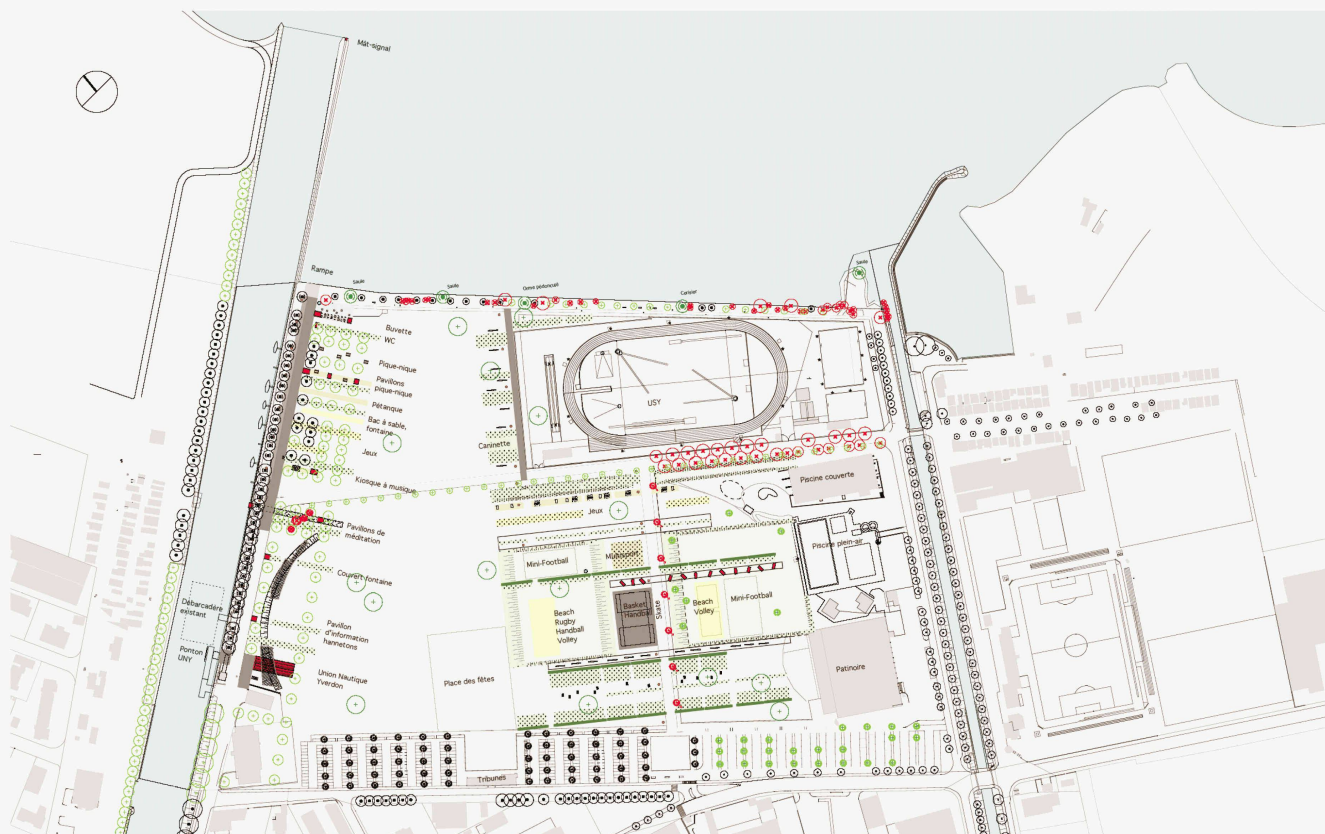 Mât-signal
Rampe
Saule
Saule
Orme pédonculé
Cerisier
Saule
Buvette
WC
Pique-nique
Pavillons
pique-nique
Pétanque
Bac à sable,
fontaine
Jeux
Caninette
Kiosque à musique
USY
Piscine couverte
Piscine plein-air
Pavillons de
méditation
Jeux
Mini-Football
Couvert-fontaine
Débarcadère
existant
Beach
Rugby
Handball
Volley
Basket
Handball
Skate
Beach
Volley
Mini-Football
Pavillon
d'information
hannetons
Ponton
UNY
Union Nautique
Yverdon
Place des fêtes
Patinoire
Tribunes